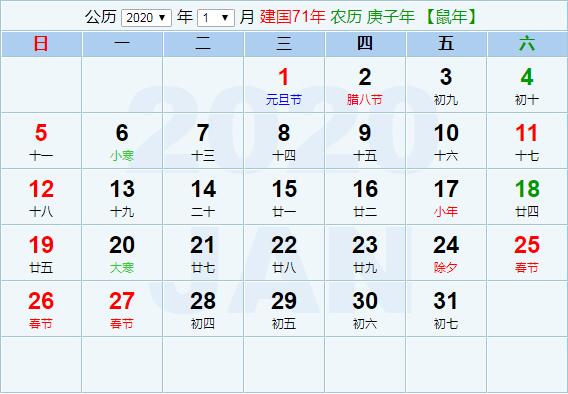 公历 2020 年 1 月 建国71年 农历 庚子年 【鼠年】
日 一 二 三 四 五 六
1 2 3 4
元旦节 腊八节 初九 初十
5 6 7 8 9 10 11
十一 小寒 十三 十四 十五 十六 十七
12 13 14 15 16 17 18
十八 十九 二十 廿一 廿二 小年 廿四
19 20 21 22 23 24 25
廿五 大寒 廿七 廿八 廿九 除夕 春节
26 27 28 29 30 31
春节 春节 初四 初五 初六 初七
2020
JAN